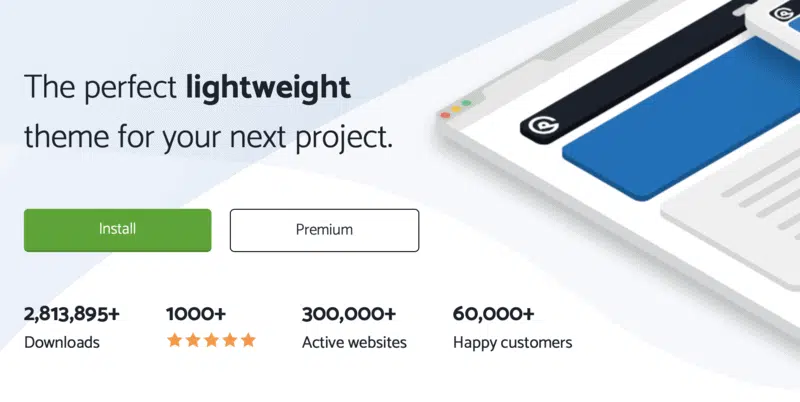 The perfect lightweight
theme for your next project.
Install
Premium
2,813,895+
Downloads
1000+
300,000+
Active websites
60,000+
Happy customers